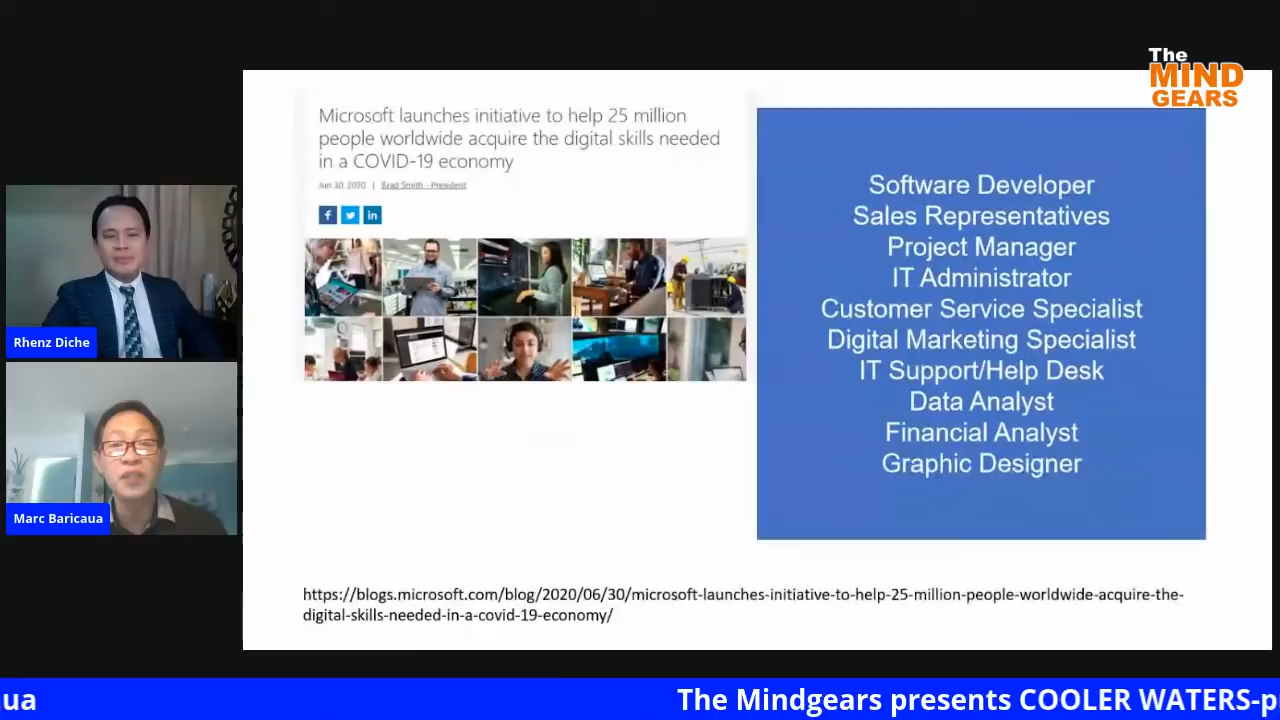 The
MIND
GEARS
Microsoft launches initiative to help 25 million
people worldwide acquire the digital skills needed
in a COVID-19 economy
Jun 30, 2020 | Brad Smith - President
f in
Software Developer
Sales Representatives
Project Manager
IT Administrator
Customer Service Specialist
Digital Marketing Specialist
IT Support/Help Desk
Data Analyst
Financial Analyst
Graphic Designer
Rhenz Diche
Marc Baricaua
https://blogs.microsoft.com/blog/2020/06/30/microsoft-launches-initiative-to-help-25-million-people-worldwide-acquire-the-
digital-skills-needed-in-a-covid-19-economy/
ua The Mindgears presents COOLER WATERS-p